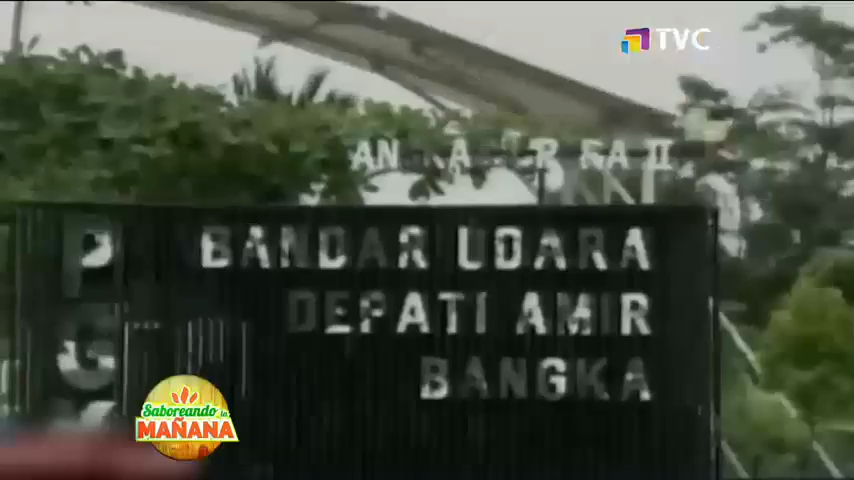 TVC
BANDAR UDARA
DEPATI AMIR
BANGKA
Saboreando la
MAÑANA